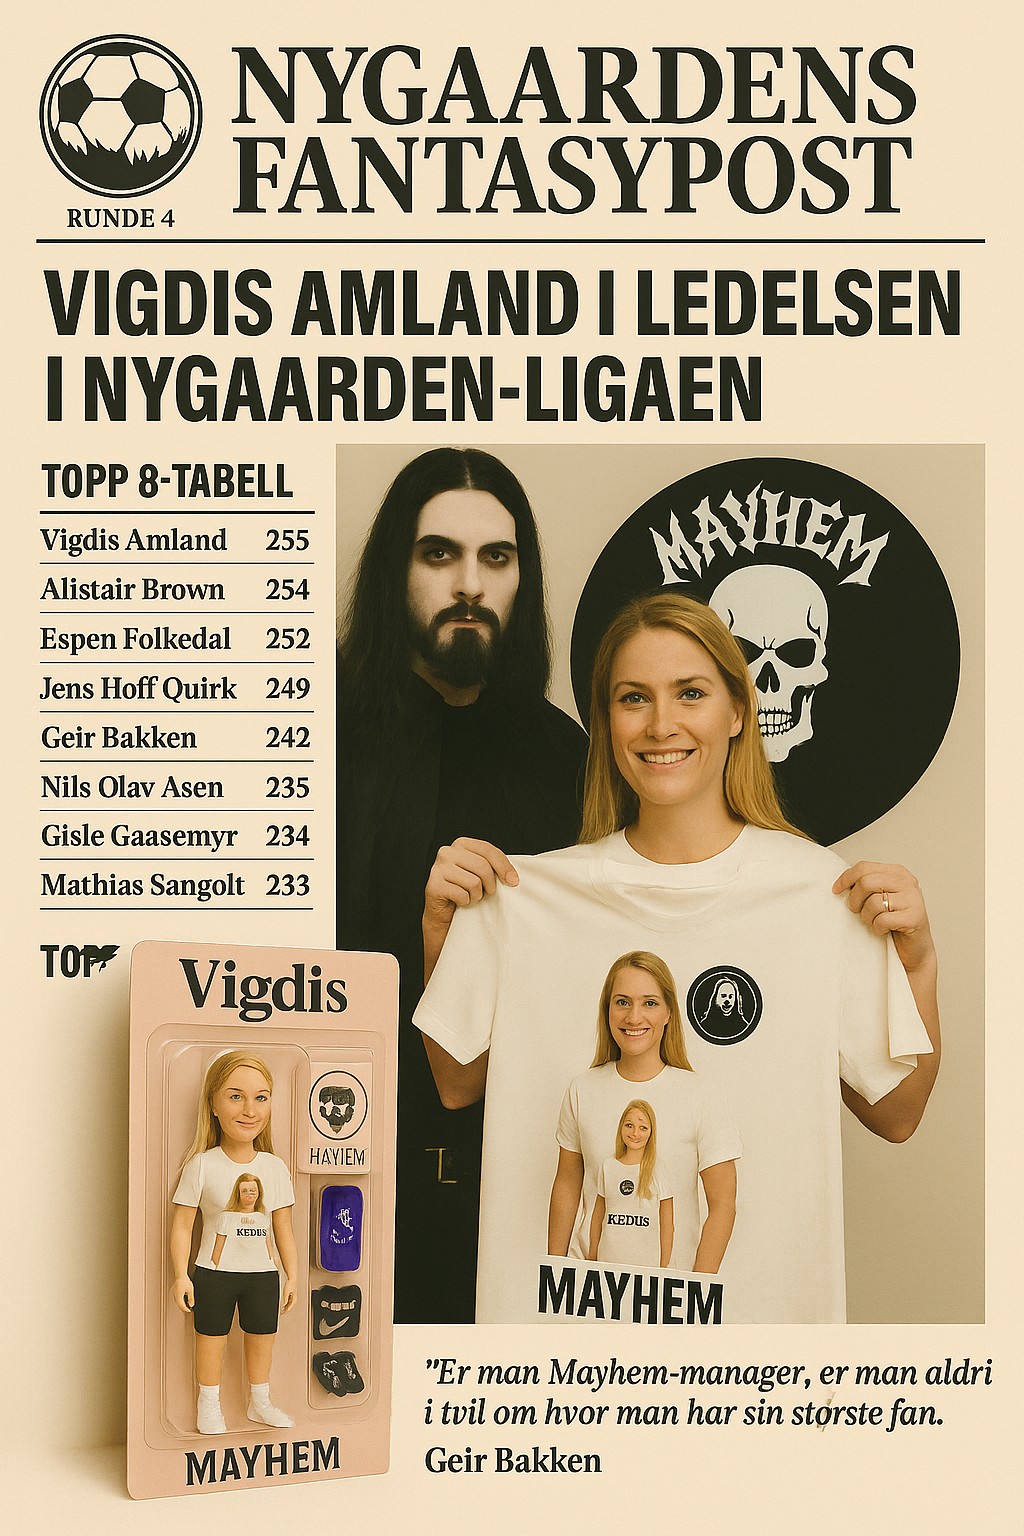 NYGAARDENS
FANTASYPOST
RUNDE 4
VIGDIS AMLAND I LEDELSEN
I NYGAARDEN-LIGAEN
TOPP 8-TABELL
Vigdis Amland 255
Alistair Brown 254
Espen Folkedal 252
Jens Hoff Quirk 249
Geir Bakken 242
Nils Olav Asen 235
Gisle Gaasemyr 234
Mathias Sangolt 233
MAYHEM
KEDUS
MAYHEM
Vigdis
HAYIEM
KEDUS
MAYHEM
"Er man Mayhem-manager, er man aldri
i tvil om hvor man har sin største fan.
Geir Bakken